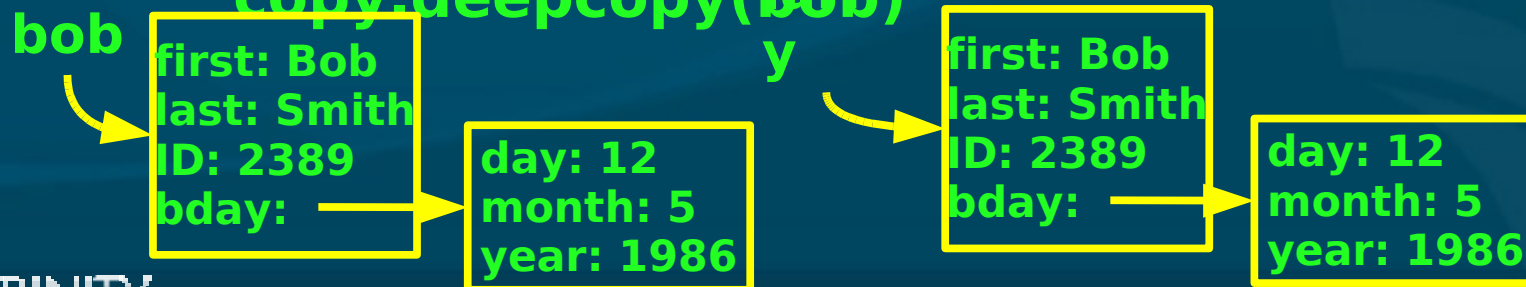 copy.deepcopy(bob)
bob
first: Bob
last: Smith
ID: 2389
bday:
day: 12
month: 5
year: 1986
y
first: Bob
last: Smith
ID: 2389
bday:
day: 12
month: 5
year: 1986